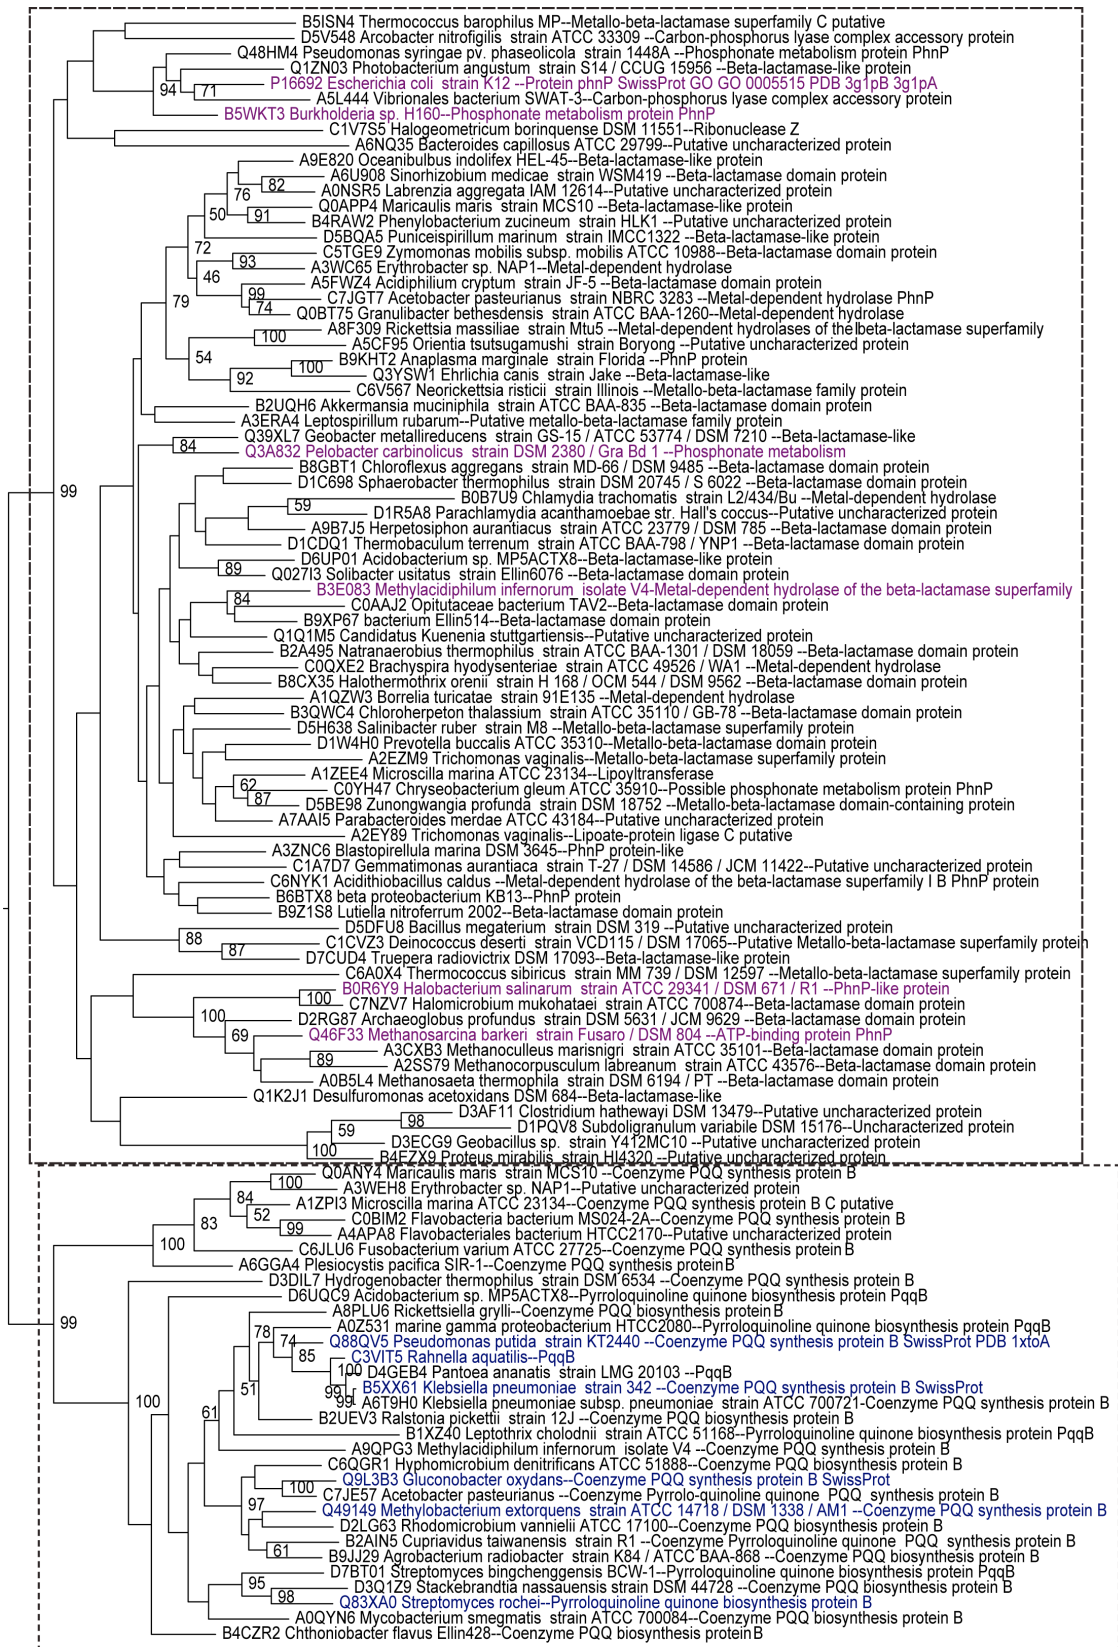 B5ISN4 Thermococcus barophilus MP--Metallo-beta-lactamase superfamily C putative
D5V548 Arcobacter nitrofigilis strain ATCC 33309 --Carbon-phosphorus lyase complex accessory protein
Q48HM4 Pseudomonas syringae pv. phaseolicola strain 1448A --Phosphonate metabolism protein PhnP
Q1ZN03 Photobacterium angustum strain S14 / CCUG 15956 --Beta-lactamase-like protein
P16692 Escherichia coli strain K12 --Protein phnP SwissProt GO GO 0005515 PDB 3g1pB 3g1pA
94 71
A5L444 Vibrionales bacterium SWAT-3--Carbon-phosphorus lyase complex accessory protein
B5WKT3 Burkholderia sp. H160--Phosphonate metabolism protein PhnP
C1V7S5 Halogeometricum borinquense DSM 11551--Ribonuclease Z
A6NQ35 Bacteroides capillosus ATCC 29799--Putative uncharacterized protein
A9E820 Oceanibulbus indolifex HEL-45--Beta-lactamase-like protein
A6U908 Sinorhizobium medicae strain WSM419 --Beta-lactamase domain protein
82
76
A0NSR5 Labrenzia aggregata IAM 12614--Putative uncharacterized protein
Q0APP4 Maricaulis maris strain MCS10 --Beta-lactamase-like protein
50 91
B4RAW2 Phenylobacterium zucineum strain HLK1 --Putative uncharacterized protein
D5BQA5 Puniceispirillum marinum strain IMCC1322 --Beta-lactamase-like protein
72
C5TGE9 Zymomonas mobilis subsp. mobilis ATCC 10988--Beta-lactamase domain protein
93
A3WC65 Erythrobacter sp. NAP1--Metal-dependent hydrolase
46
A5FWZ4 Acidiphilium cryptum strain JF-5 --Beta-lactamase domain protein
99
79
C7JGT7 Acetobacter pasteurianus strain NBRC 3283 --Metal-dependent hydrolase PhnP
74
Q0BT75 Granulibacter bethesdensis strain ATCC BAA-1260--Metal-dependent hydrolase
A8F309 Rickettsia massiliae strain Mtu5 --Metal-dependent hydrolases of the beta-lactamase superfamily
100
A5CF95 Orientia tsutsugamushi strain Boryong --Putative uncharacterized protein
54
B9KHT2 Anaplasma marginale strain Florida --PhnP protein
100
Q3YSW1 Ehrlichia canis strain Jake --Beta-lactamase-like
92
C6V567 Neorickettsia risticii strain Illinois --Metallo-beta-lactamase family protein
B2UQH6 Akkermansia muciniphila strain ATCC BAA-835 --Beta-lactamase domain protein
A3ERA4 Leptospirillum rubarum--Putative metallo-beta-lactamase family protein
Q39XL7 Geobacter metallireducens strain GS-15 / ATCC 53774 / DSM 7210 --Beta-lactamase-like
84
Q3A832 Pelobacter carbinolicus strain DSM 2380 / Gra Bd 1 --Phosphonate metabolism
B8GBT1 Chloroflexus aggregans strain MD-66 / DSM 9485 --Beta-lactamase domain protein
D1C698 Sphaerobacter thermophilus strain DSM 20745 / S 6022 --Beta-lactamase domain protein
99
B0B7U9 Chlamydia trachomatis strain L2/434/Bu --Metal-dependent hydrolase
59
D1R5A8 Parachlamydia acanthamoebae str. Hall's coccus--Putative uncharacterized protein
A9B7J5 Herpetosiphon aurantiacus strain ATCC 23779 / DSM 785 --Beta-lactamase domain protein
D1CDQ1 Thermobaculum terrenum strain ATCC BAA-798 / YNP1 --Beta-lactamase domain protein
D6UP01 Acidobacterium sp. MP5ACTX8--Beta-lactamase-like protein
89
Q027I3 Solibacter usitatus strain Ellin6076 --Beta-lactamase domain protein
B3E083 Methylacidiphilum infernorum isolate V4-Metal-dependent hydrolase of the beta-lactamase superfamily
84
C0AAJ2 Opitutaceae bacterium TAV2--Beta-lactamase domain protein
B9XP67 bacterium Ellin514--Beta-lactamase domain protein
Q1Q1M5 Candidatus Kuenenia stuttgartiensis--Putative uncharacterized protein
B2A495 Natranaerobius thermophilus strain ATCC BAA-1301 / DSM 18059 --Beta-lactamase domain protein
C0QXE2 Brachyspira hyodysenteriae strain ATCC 49526 / WA1 --Metal-dependent hydrolase
B8CX35 Halothermothrix orenii strain H 168 / OCM 544 / DSM 9562 --Beta-lactamase domain protein
A1QZW3 Borrelia turicatae strain 91E135 --Metal-dependent hydrolase
B3QWC4 Chloroherpeton thalassium strain ATCC 35110 / GB-78 --Beta-lactamase domain protein
D5H638 Salinibacter ruber strain M8 --Metallo-beta-lactamase superfamily protein
D1W4H0 Prevotella buccalis ATCC 35310--Metallo-beta-lactamase domain protein
A2EZM9 Trichomonas vaginalis--Metallo-beta-lactamase superfamily protein
A1ZEE4 Microscilla marina ATCC 23134--Lipoyltransferase
62
C0YH47 Chryseobacterium gleum ATCC 35910--Possible phosphonate metabolism protein PhnP
87
D5BE98 Zunongwangia profunda strain DSM 18752 --Metallo-beta-lactamase domain-containing protein
A7AAI5 Parabacteroides merdae ATCC 43184--Putative uncharacterized protein
A2EY89 Trichomonas vaginalis--Lipoate-protein ligase C putative
A3ZNC6 Blastopirellula marina DSM 3645--PhnP protein-like
C1A7D7 Gemmatimonas aurantiaca strain T-27 / DSM 14586 / JCM 11422--Putative uncharacterized protein
C6NYK1 Acidithiobacillus caldus --Metal-dependent hydrolase of the beta-lactamase superfamily I B PhnP protein
B6BTX8 beta proteobacterium KB13--PhnP protein
B9Z1S8 Lutiella nitroferrum 2002--Beta-lactamase domain protein
D5DFU8 Bacillus megaterium strain DSM 319 --Putative uncharacterized protein
88
C1CVZ3 Deinococcus deserti strain VCD115 / DSM 17065--Putative Metallo-beta-lactamase superfamily protein
87
D7CUD4 Truepera radiovictrix DSM 17093--Beta-lactamase-like protein
C6A0X4 Thermococcus sibiricus strain MM 739 / DSM 12597 --Metallo-beta-lactamase superfamily protein
B0R6Y9 Halobacterium salinarum strain ATCC 29341 / DSM 671 / R1 --PhnP-like protein
100
C7NZV7 Halomicrobium mukohataei strain ATCC 700874--Beta-lactamase domain protein
100
D2RG87 Archaeoglobus profundus strain DSM 5631 / JCM 9629 --Beta-lactamase domain protein
69
Q46F33 Methanosarcina barkeri strain Fusaro / DSM 804 --ATP-binding protein PhnP
A3CXB3 Methanoculleus marisnigri strain ATCC 35101--Beta-lactamase domain protein
89
A2SS79 Methanocorpusculum labreanum strain ATCC 43576--Beta-lactamase domain protein
A0B5L4 Methanosaeta thermophila strain DSM 6194 / PT --Beta-lactamase domain protein
Q1K2J1 Desulfuromonas acetoxidans DSM 684--Beta-lactamase-like
D3AF11 Clostridium hathewayi DSM 13479--Putative uncharacterized protein
98
D1PQV8 Subdoligranulum variabile DSM 15176--Uncharacterized protein
59
D3ECG9 Geobacillus sp. strain Y412MC10 --Putative uncharacterized protein
100
B4EZX9 Proteus mirabilis strain HI4320 --Putative uncharacterized protein
Q0ANY4 Maricaulis maris strain MCS10 --Coenzyme PQQ synthesis protein B
100
A3WEH8 Erythrobacter sp. NAP1--Putative uncharacterized protein
84
A1ZPI3 Microscilla marina ATCC 23134--Coenzyme PQQ synthesis protein B C putative
52
C0BIM2 Flavobacteria bacterium MS024-2A--Coenzyme PQQ synthesis protein B
83
99
A4APA8 Flavobacteriales bacterium HTCC2170--Putative uncharacterized protein
100
C6JLU6 Fusobacterium varium ATCC 27725--Coenzyme PQQ synthesis protein B
A6GGA4 Plesiocystis pacifica SIR-1--Coenzyme PQQ synthesis protein B
D3DIL7 Hydrogenobacter thermophilus strain DSM 6534 --Coenzyme PQQ synthesis protein B
D6UQC9 Acidobacterium sp. MP5ACTX8--Pyrroloquinoline quinone biosynthesis protein PqqB
A8PLU6 Rickettsiella grylli--Coenzyme PQQ biosynthesis protein B
99
A0Z531 marine gamma proteobacterium HTCC2080--Pyrroloquinoline quinone biosynthesis protein PqqB
78
74
Q88QV5 Pseudomonas putida strain KT2440 --Coenzyme PQQ synthesis protein B SwissProt PDB 1xtoA
85
C3VIT5 Rahnella aquatilis--PqqB
100
D4GEB4 Pantoea ananatis strain LMG 20103 --PqqB
51
99
B5XX61 Klebsiella pneumoniae strain 342 --Coenzyme PQQ synthesis protein B SwissProt
99
A6T9H0 Klebsiella pneumoniae subsp. pneumoniae strain ATCC 700721-Coenzyme PQQ synthesis protein B
100
61
B2UEV3 Ralstonia pickettii strain 12J --Coenzyme PQQ biosynthesis protein B
B1XZ40 Leptothrix cholodnii strain ATCC 51168--Pyrroloquinoline quinone biosynthesis protein PqqB
A9QPG3 Methylacidiphilum infernorum isolate V4 --Coenzyme PQQ synthesis protein B
C6QGR1 Hyphomicrobium denitrificans ATCC 51888--Coenzyme PQQ biosynthesis protein B
Q9L3B3 Gluconobacter oxydans--Coenzyme PQQ synthesis protein B SwissProt
100
C7JE57 Acetobacter pasteurianus --Coenzyme Pyrrolo-quinoline quinone PQQ synthesis protein B
97
Q49149 Methylobacterium extorquens strain ATCC 14718 / DSM 1338 / AM1 --Coenzyme PQQ synthesis protein B
D2LG63 Rhodomicrobium vannielii ATCC 17100--Coenzyme PQQ biosynthesis protein B
B2AIN5 Cupriavidus taiwanensis strain R1 --Coenzyme Pyrroloquinoline quinone PQQ synthesis protein B
61
B9JJ29 Agrobacterium radiobacter strain K84 / ATCC BAA-868 --Coenzyme PQQ biosynthesis protein B
D7BT01 Streptomyces bingchenggensis BCW-1--Pyrroloquinoline quinone biosynthesis protein PqqB
95
D3Q1Z9 Stackebrandtia nassauensis strain DSM 44728 --Coenzyme PQQ biosynthesis protein B
98
Q83XA0 Streptomyces rochei--Pyrroloquinoline quinone biosynthesis protein B
A0QYN6 Mycobacterium smegmatis strain ATCC 700084--Coenzyme PQQ biosynthesis protein B
B4CZR2 Chthoniobacter flavus Ellin428--Coenzyme PQQ biosynthesis protein B